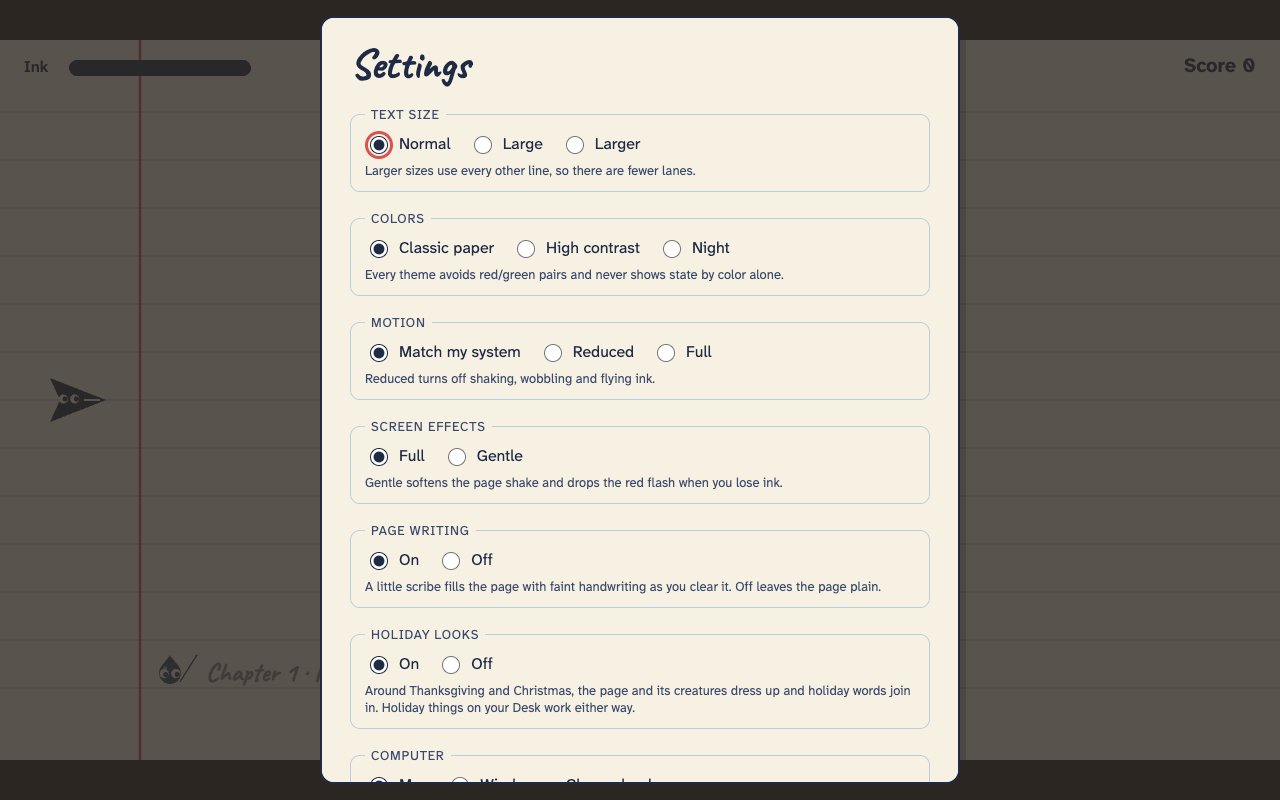 Settings
Ink
Score 0
TEXT SIZE
Normal Large Larger
Larger sizes use every other line, so there are fewer lanes.
COLORS
Classic paper High contrast Night
Every theme avoids red/green pairs and never shows state by color alone.
MOTION
Match my system Reduced Full
Reduced turns off shaking, wobbling and flying ink.
SCREEN EFFECTS
Full Gentle
Gentle softens the page shake and drops the red flash when you lose ink.
PAGE WRITING
On Off
A little scribe fills the page with faint handwriting as you clear it. Off leaves the page plain.
HOLIDAY LOOKS
On Off
Around Thanksgiving and Christmas, the page and its creatures dress up and holiday words join
in. Holiday things on your Desk work either way.
Chapter 1 ·
COMPUTER